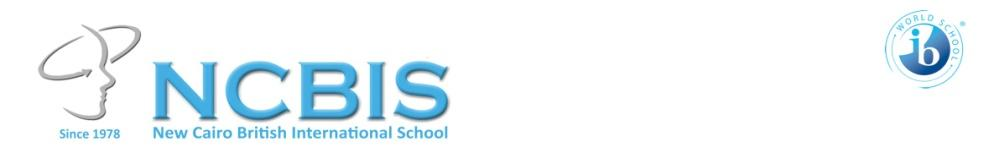 NCBIS
Since 1978
New Cairo British International School
WORLD SCHOOL
®
ib